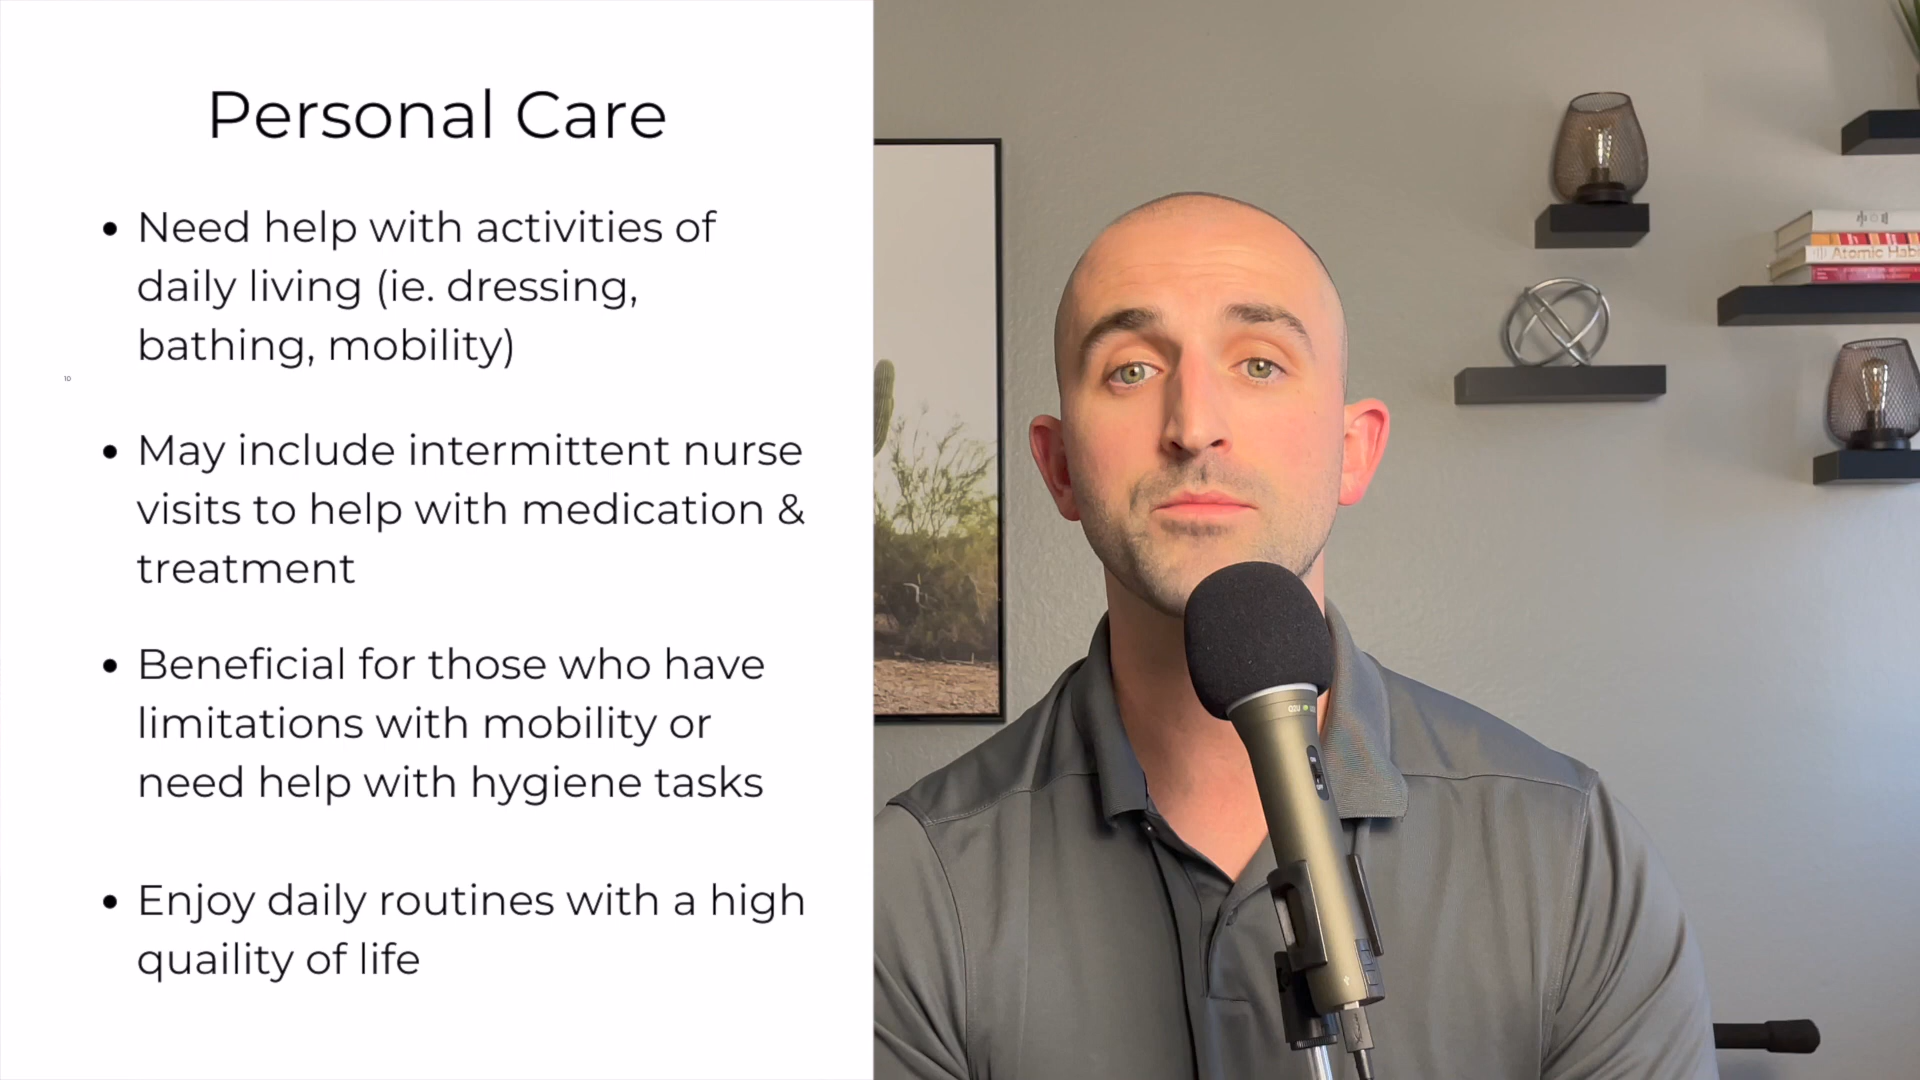 Personal Care
• Need help with activities of
daily living (ie. dressing,
bathing, mobility)
10
• May include intermittent nurse
visits to help with medication &
treatment
• Beneficial for those who have
limitations with mobility or
need help with hygiene tasks
• Enjoy daily routines with a high
quaility of life
Atomic Hab